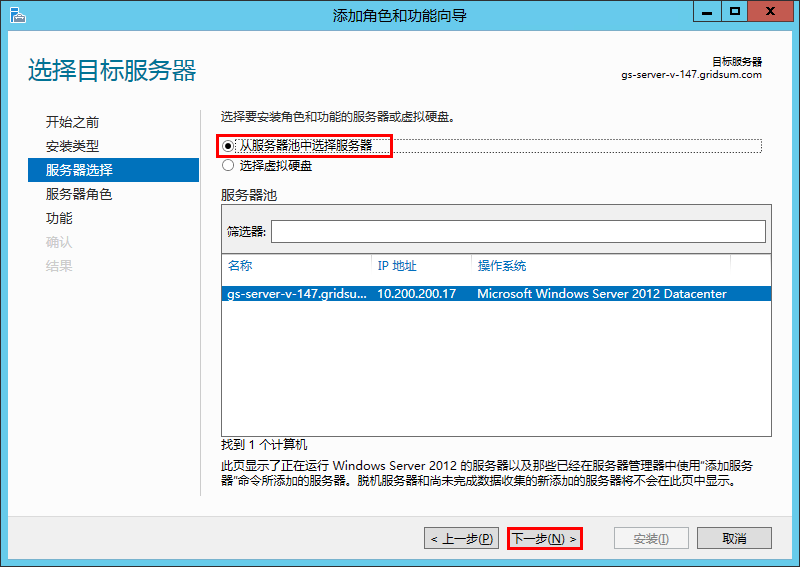 添加角色和功能向导
选择目标服务器
目标服务器
gs-server-v-147.gridsum.com
开始之前
安装类型
服务器选择
服务器角色
功能
确认
结果
选择要安装角色和功能的服务器或虚拟硬盘。
从服务器池中选择服务器
选择虚拟硬盘
服务器池
筛选器:
名称 IP 地址 操作系统
gs-server-v-147.gridsu... 10.200.200.17 Microsoft Windows Server 2012 Datacenter
找到 1 个计算机
此页显示了正在运行 Windows Server 2012 的服务器以及那些已经在服务器管理器中使用"添加服务
器"命令所添加的服务器。脱机服务器和尚未完成数据收集的新添加的服务器将不会在此页中显示。
< 上一步(P) 下一步(N) > 安装(I) 取消